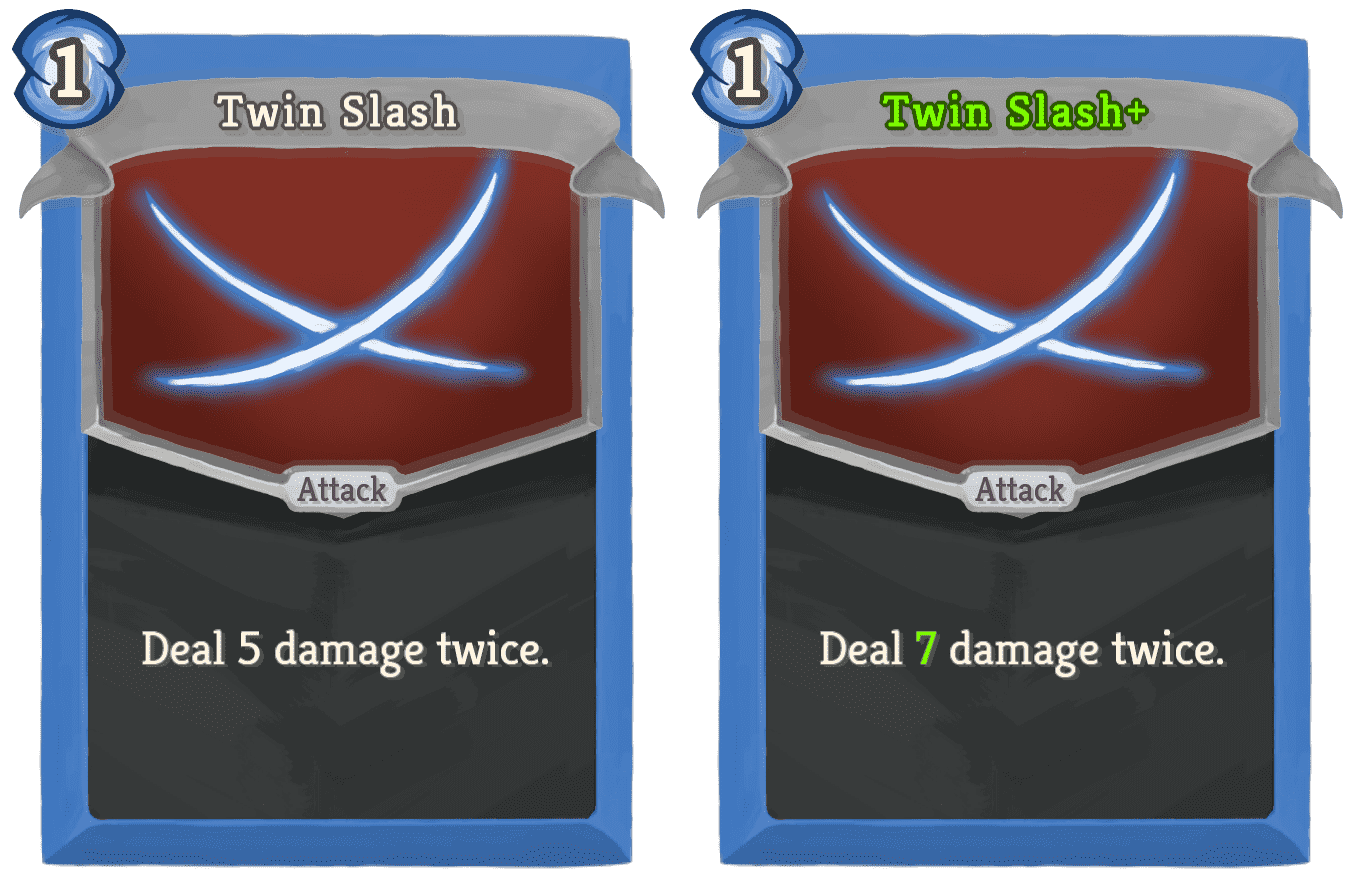 1
Twin Slash
Attack
Deal 5 damage twice.
1
Twin Slash+
Attack
Deal 7 damage twice.